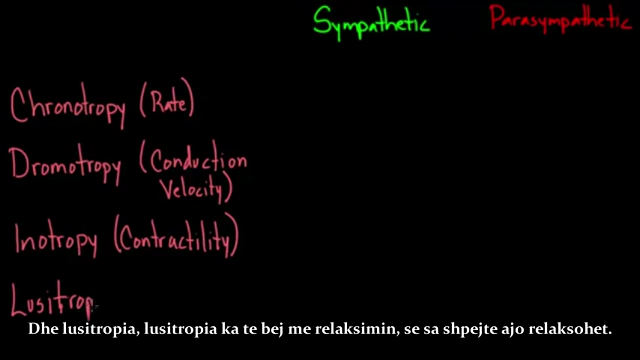 Sympathetic Parasympathetic
Chronotropy (Rate)
Dromotropy (Conduction
Velocity)
Inotropy (Contractility)
Lusitrop
Dhe lusitropia, lusitropia ka te bej me relaksimin, se sa shpejte ajo relaksohet.